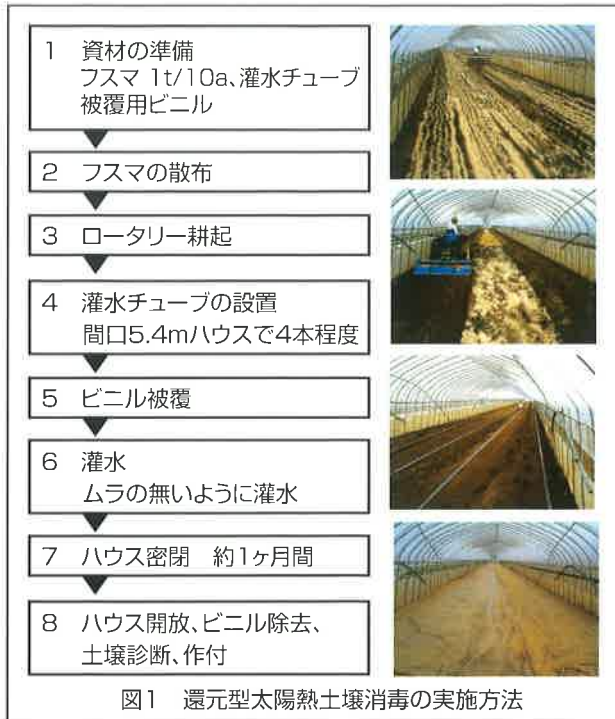 1 資材の準備
フスマ 1t/10a、灌水チューブ
被覆用ビニル
2 フスマの散布
3 ロータリー耕起
4 灌水チューブの設置
間口5.4mハウスで4本程度
5 ビニル被覆
6 灌水
ムラの無いように灌水
7 ハウス密閉 約1ヶ月間
8 ハウス開放、ビニル除去、
土壌診断、作付
図1 還元型太陽熱土壌消毒の実施方法